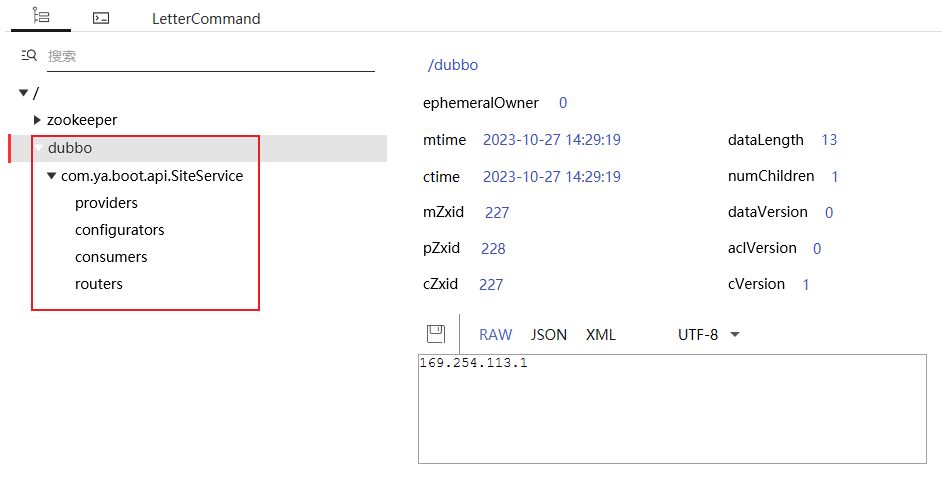 LetterCommand
搜索
/
zookeeper
dubbo
com.ya.boot.api.SiteService
providers
configurators
consumers
routers
/dubbo
ephemeralOwner 0
mtime 2023-10-27 14:29:19 dataLength 13
ctime 2023-10-27 14:29:19 numChildren 1
mZxid 227 dataVersion 0
pZxid 228 aclVersion 0
cZxid 227 cVersion 1
RAW JSON XML UTF-8
169.254.113.1